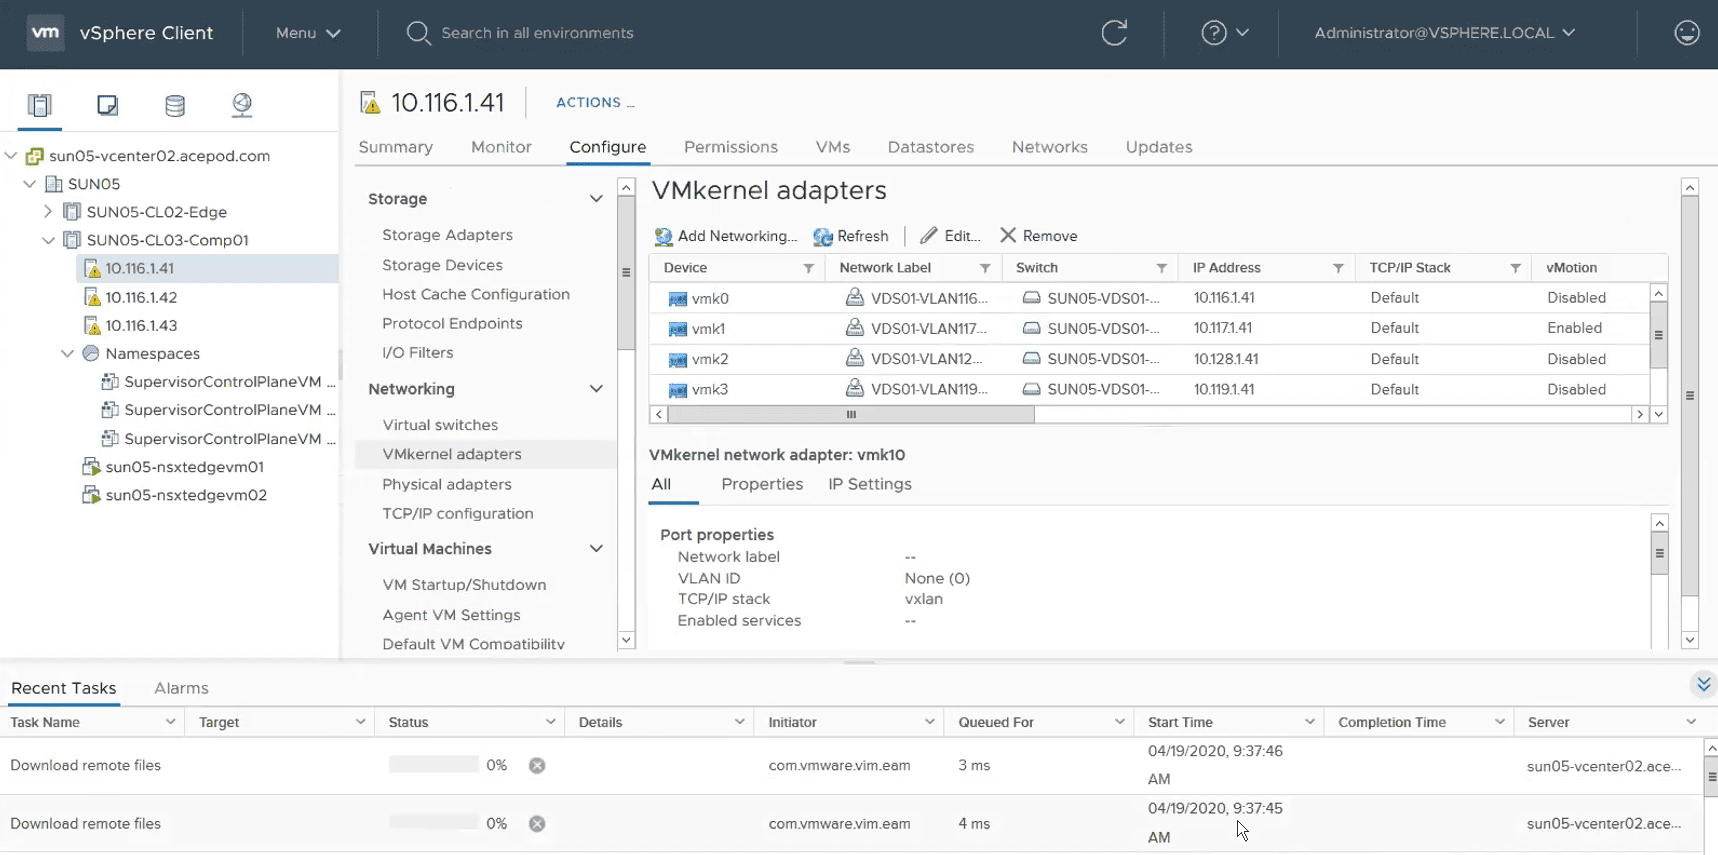 vm vSphere Client Menu Search in all environments Administrator@VSPHERE.LOCAL
10.116.1.41 ACTIONS ...
Summary Monitor Configure Permissions VMs Datastores Networks Updates
sun05-vcenter02.acepod.com
SUN05
SUN05-CL02-Edge
SUN05-CL03-Comp01
10.116.1.41
10.116.1.42
10.116.1.43
Namespaces
SupervisorControlPlaneVM ...
SupervisorControlPlaneVM ...
SupervisorControlPlaneVM ...
sun05-nsxtedgevm01
sun05-nsxtedgevm02
Storage
Storage Adapters
Storage Devices
Host Cache Configuration
Protocol Endpoints
I/O Filters
Networking
Virtual switches
VMkernel adapters
Physical adapters
TCP/IP configuration
Virtual Machines
VM Startup/Shutdown
Agent VM Settings
Default VM Compatibility
VMkernel adapters
Add Networking... Refresh Edit... Remove
Device Network Label Switch IP Address TCP/IP Stack vMotion
vmk0 VDS01-VLAN116... SUN05-VDS01-... 10.116.1.41 Default Disabled
vmk1 VDS01-VLAN117... SUN05-VDS01-... 10.117.1.41 Default Enabled
vmk2 VDS01-VLAN12... SUN05-VDS01-... 10.128.1.41 Default Disabled
vmk3 VDS01-VLAN119... SUN05-VDS01-... 10.119.1.41 Default Disabled
VMkernel network adapter: vmk10
All Properties IP Settings
Port properties
Network label --
VLAN ID None (0)
TCP/IP stack vxlan
Enabled services --
Recent Tasks Alarms
Task Name Target Status Details Initiator Queued For Start Time Completion Time Server
Download remote files 0% com.vmware.vim.eam 3 ms 04/19/2020, 9:37:46 AM sun05-vcenter02.ace...
Download remote files 0% com.vmware.vim.eam 4 ms 04/19/2020, 9:37:45 AM sun05-vcenter02.ace...